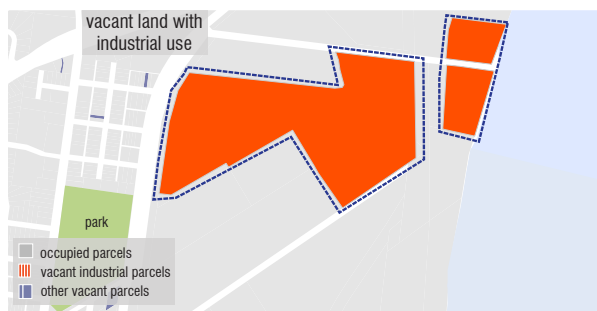 vacant land with
industrial use
park
occupied parcels
vacant industrial parcels
other vacant parcels